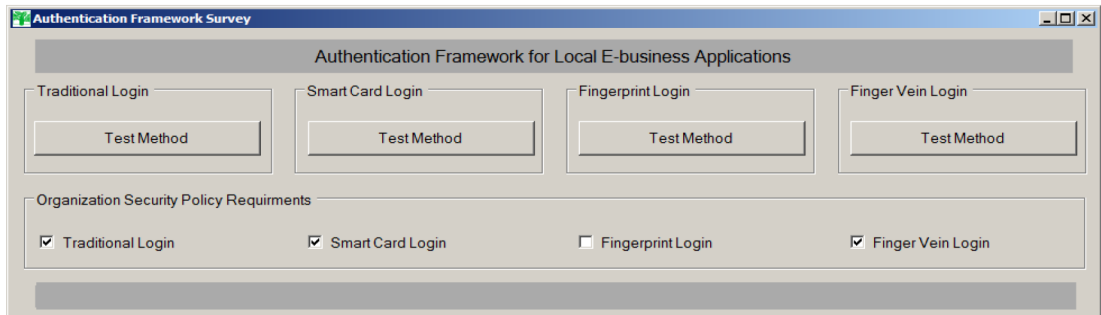 Authentication Framework Survey
Authentication Framework for Local E-business Applications
Traditional Login Smart Card Login Fingerprint Login Finger Vein Login
Test Method Test Method Test Method Test Method
Organization Security Policy Requirments
Traditional Login Smart Card Login Fingerprint Login Finger Vein Login